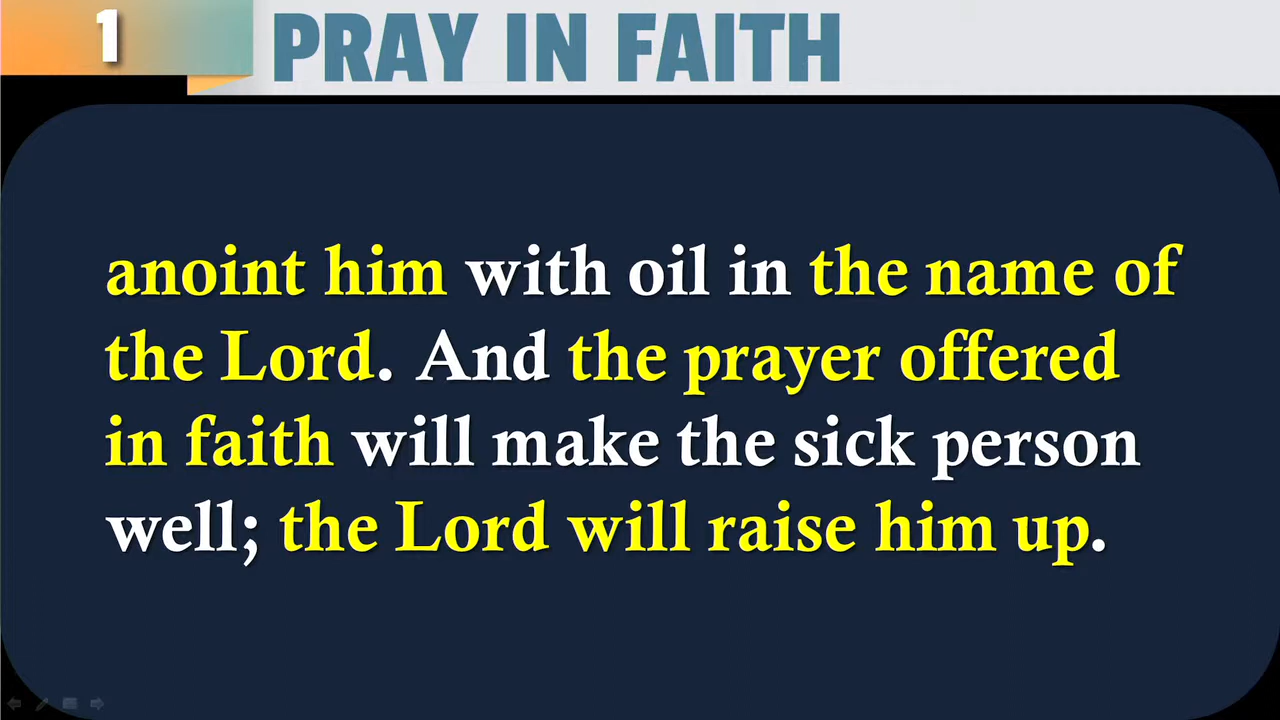 1
PRAY IN FAITH
anoint him with oil in the name of
the Lord. And the prayer offered
in faith will make the sick person
well; the Lord will raise him up.